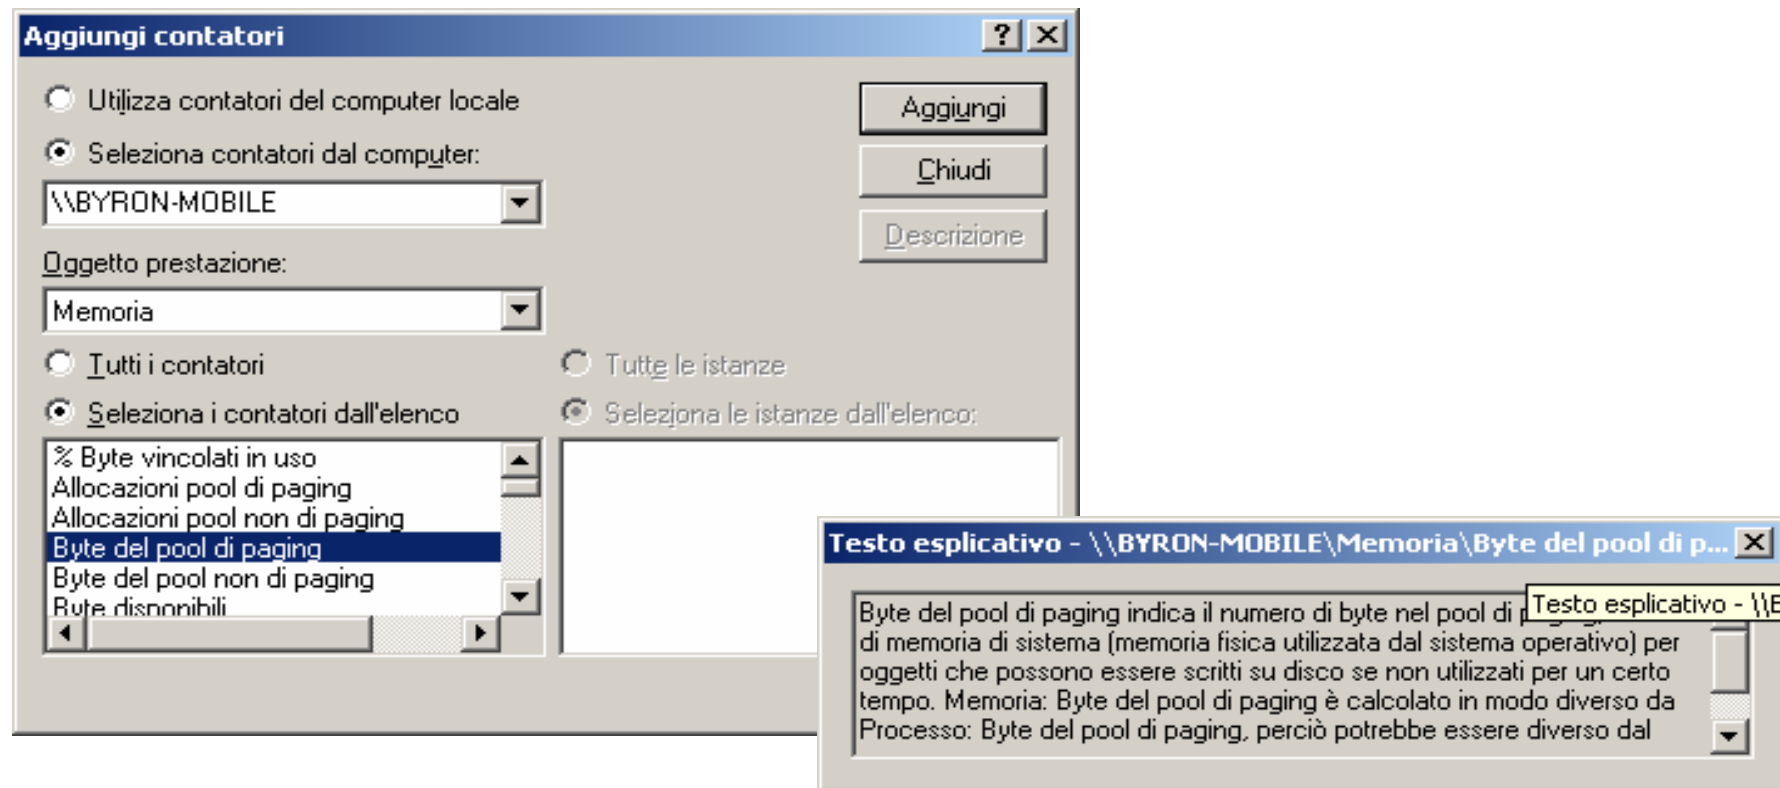 Aggiungi contatori
Utilizza contatori del computer locale
Aggiungi
Seleziona contatori dal computer:
Chiudi
\\BYRON-MOBILE
Descrizione
Oggetto prestazione:
Memoria
Tutti i contatori
Tutte le istanze
Seleziona i contatori dall'elenco
Seleziona le istanze dall'elenco:
% Byte vincolati in uso
Allocazioni pool di paging
Allocazioni pool non di paging
Byte del pool di paging
Byte del pool non di paging
Byte disponibili
Testo esplicativo - \\BYRON-MOBILE\Memoria\Byte del pool di p...
Byte del pool di paging indica il numero di byte nel pool di
Testo esplicativo - \\B
di memoria di sistema (memoria fisica utilizzata dal sistema operativo) per
oggetti che possono essere scritti su disco se non utilizzati per un certo
tempo. Memoria: Byte del pool di paging è calcolato in modo diverso da
Processo: Byte del pool di paging, perciò potrebbe essere diverso dal